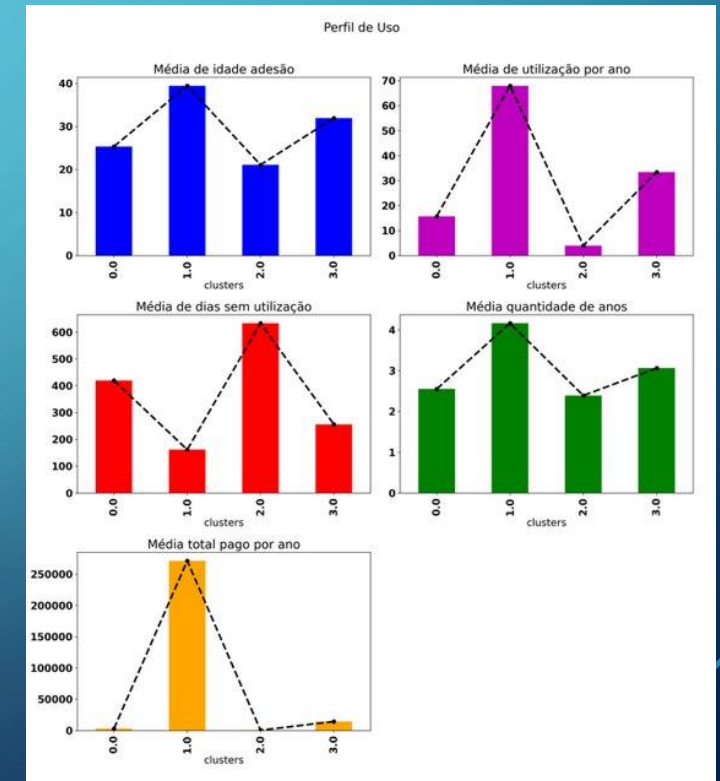 Perfil de Uso
Média de idade adesão
40
30
20
10
0
0.0 1.0 2.0 3.0
clusters
Média de utilização por ano
70
60
50
40
30
20
10
0
0.0 1.0 2.0 3.0
clusters
Média de dias sem utilização
600
500
400
300
200
100
0
0.0 1.0 2.0 3.0
clusters
Média quantidade de anos
4
3
2
1
0
0.0 1.0 2.0 3.0
clusters
Média total pago por ano
250000
200000
150000
100000
50000
0
0.0 1.0 2.0 3.0
clusters